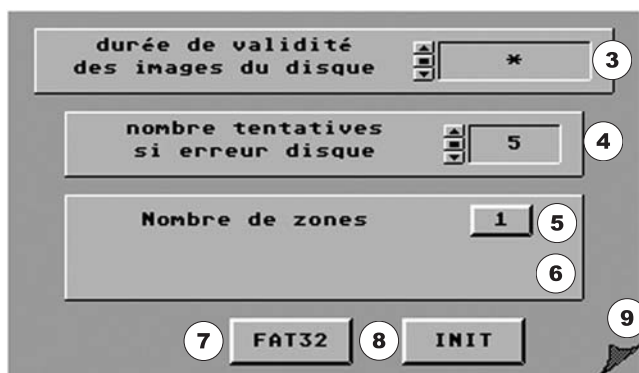 durée de validité
des images du disque
* 3
nombre tentatives
si erreur disque
5 4
Nombre de zones 1 5
6
7 FAT32 8 INIT 9